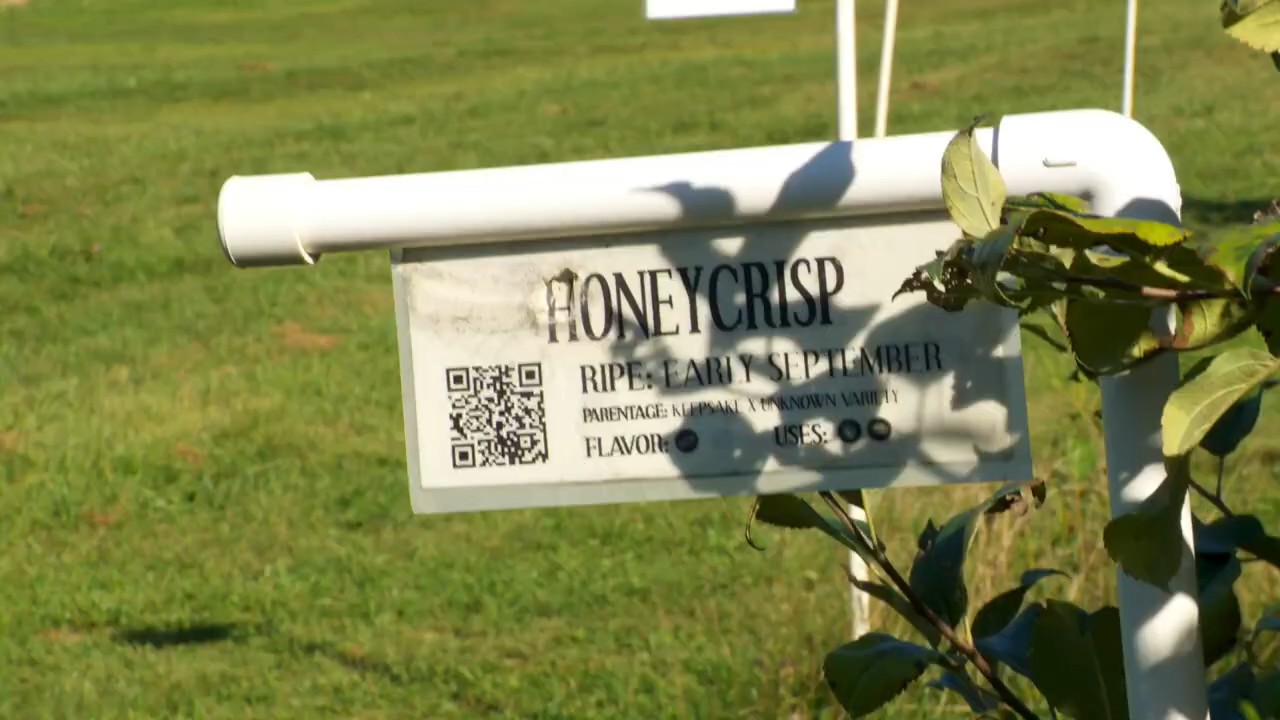 HONEYCRISP
RIPE: EARLY SEPTEMBER
PARENTAGE: KEEPSAKE X UNKNOWN VARIETY
FLAVOR: USES: